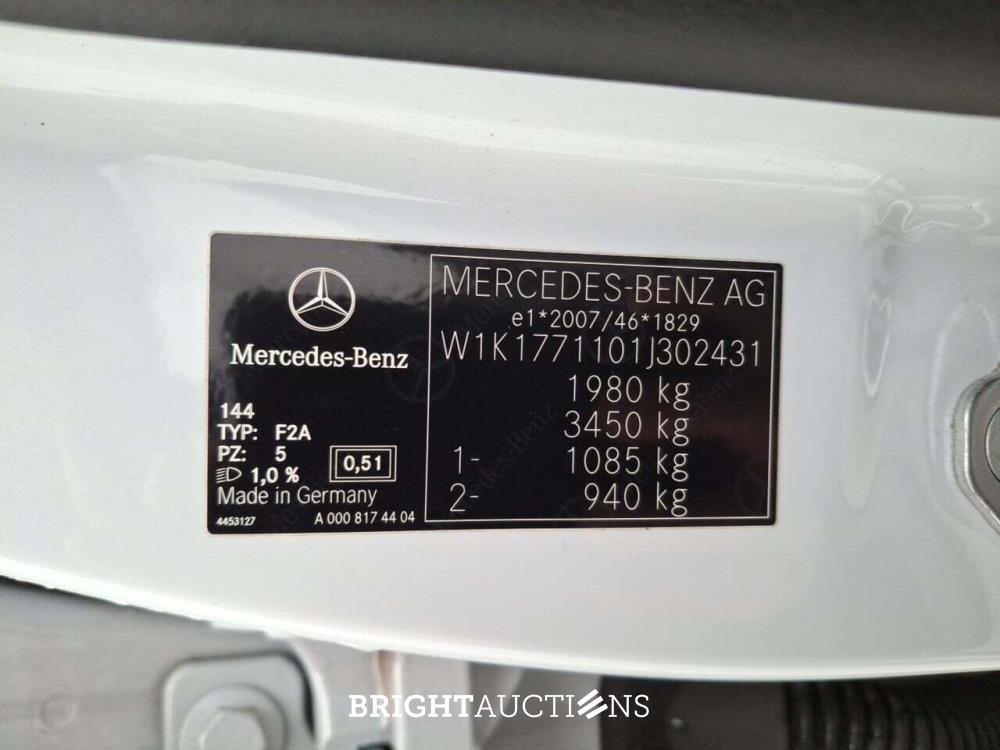 Mercedes-Benz
144
TYP: F2A
PZ: 5
1,0 %
0,51
Made in Germany
4453127 A 000 817 44 04
MERCEDES-BENZ AG
e1*2007/46*1829
W1K1771101J302431
1980 kg
3450 kg
1- 1085 kg
2- 940 kg
BRIGHTAUCTIONS